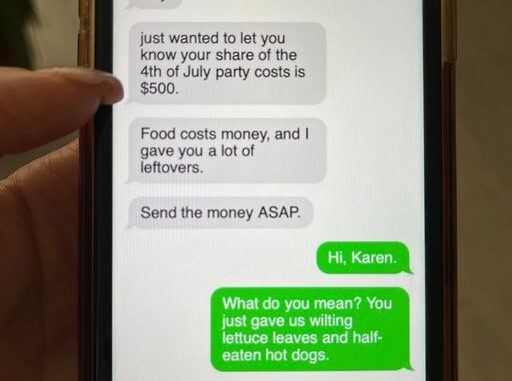 just wanted to let you
know your share of the
4th of July party costs is
$500.
Food costs money, and I
gave you a lot of
leftovers.
Send the money ASAP.
Hi, Karen.
What do you mean? You
just gave us wilting
lettuce leaves and half-
eaten hot dogs.